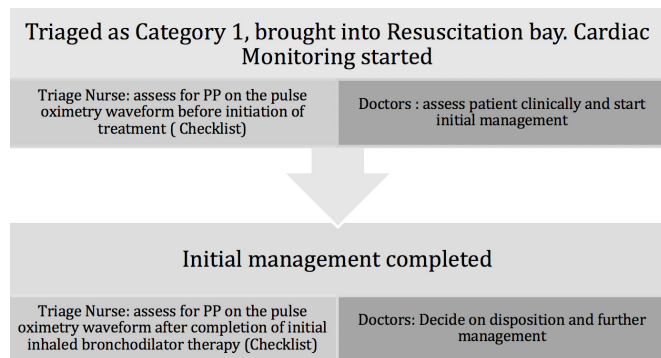 Triaged as Category 1, brought into Resuscitation bay. Cardiac
Monitoring started
Triage Nurse: assess for PP on the pulse
oximetry waveform before initiation of
treatment ( Checklist)
Doctors : assess patient clinically and start
initial management
Initial management completed
Triage Nurse: assess for PP on the pulse
oximetry waveform after completion of initial
inhaled bronchodilator therapy (Checklist)
Doctors: Decide on disposition and further
management